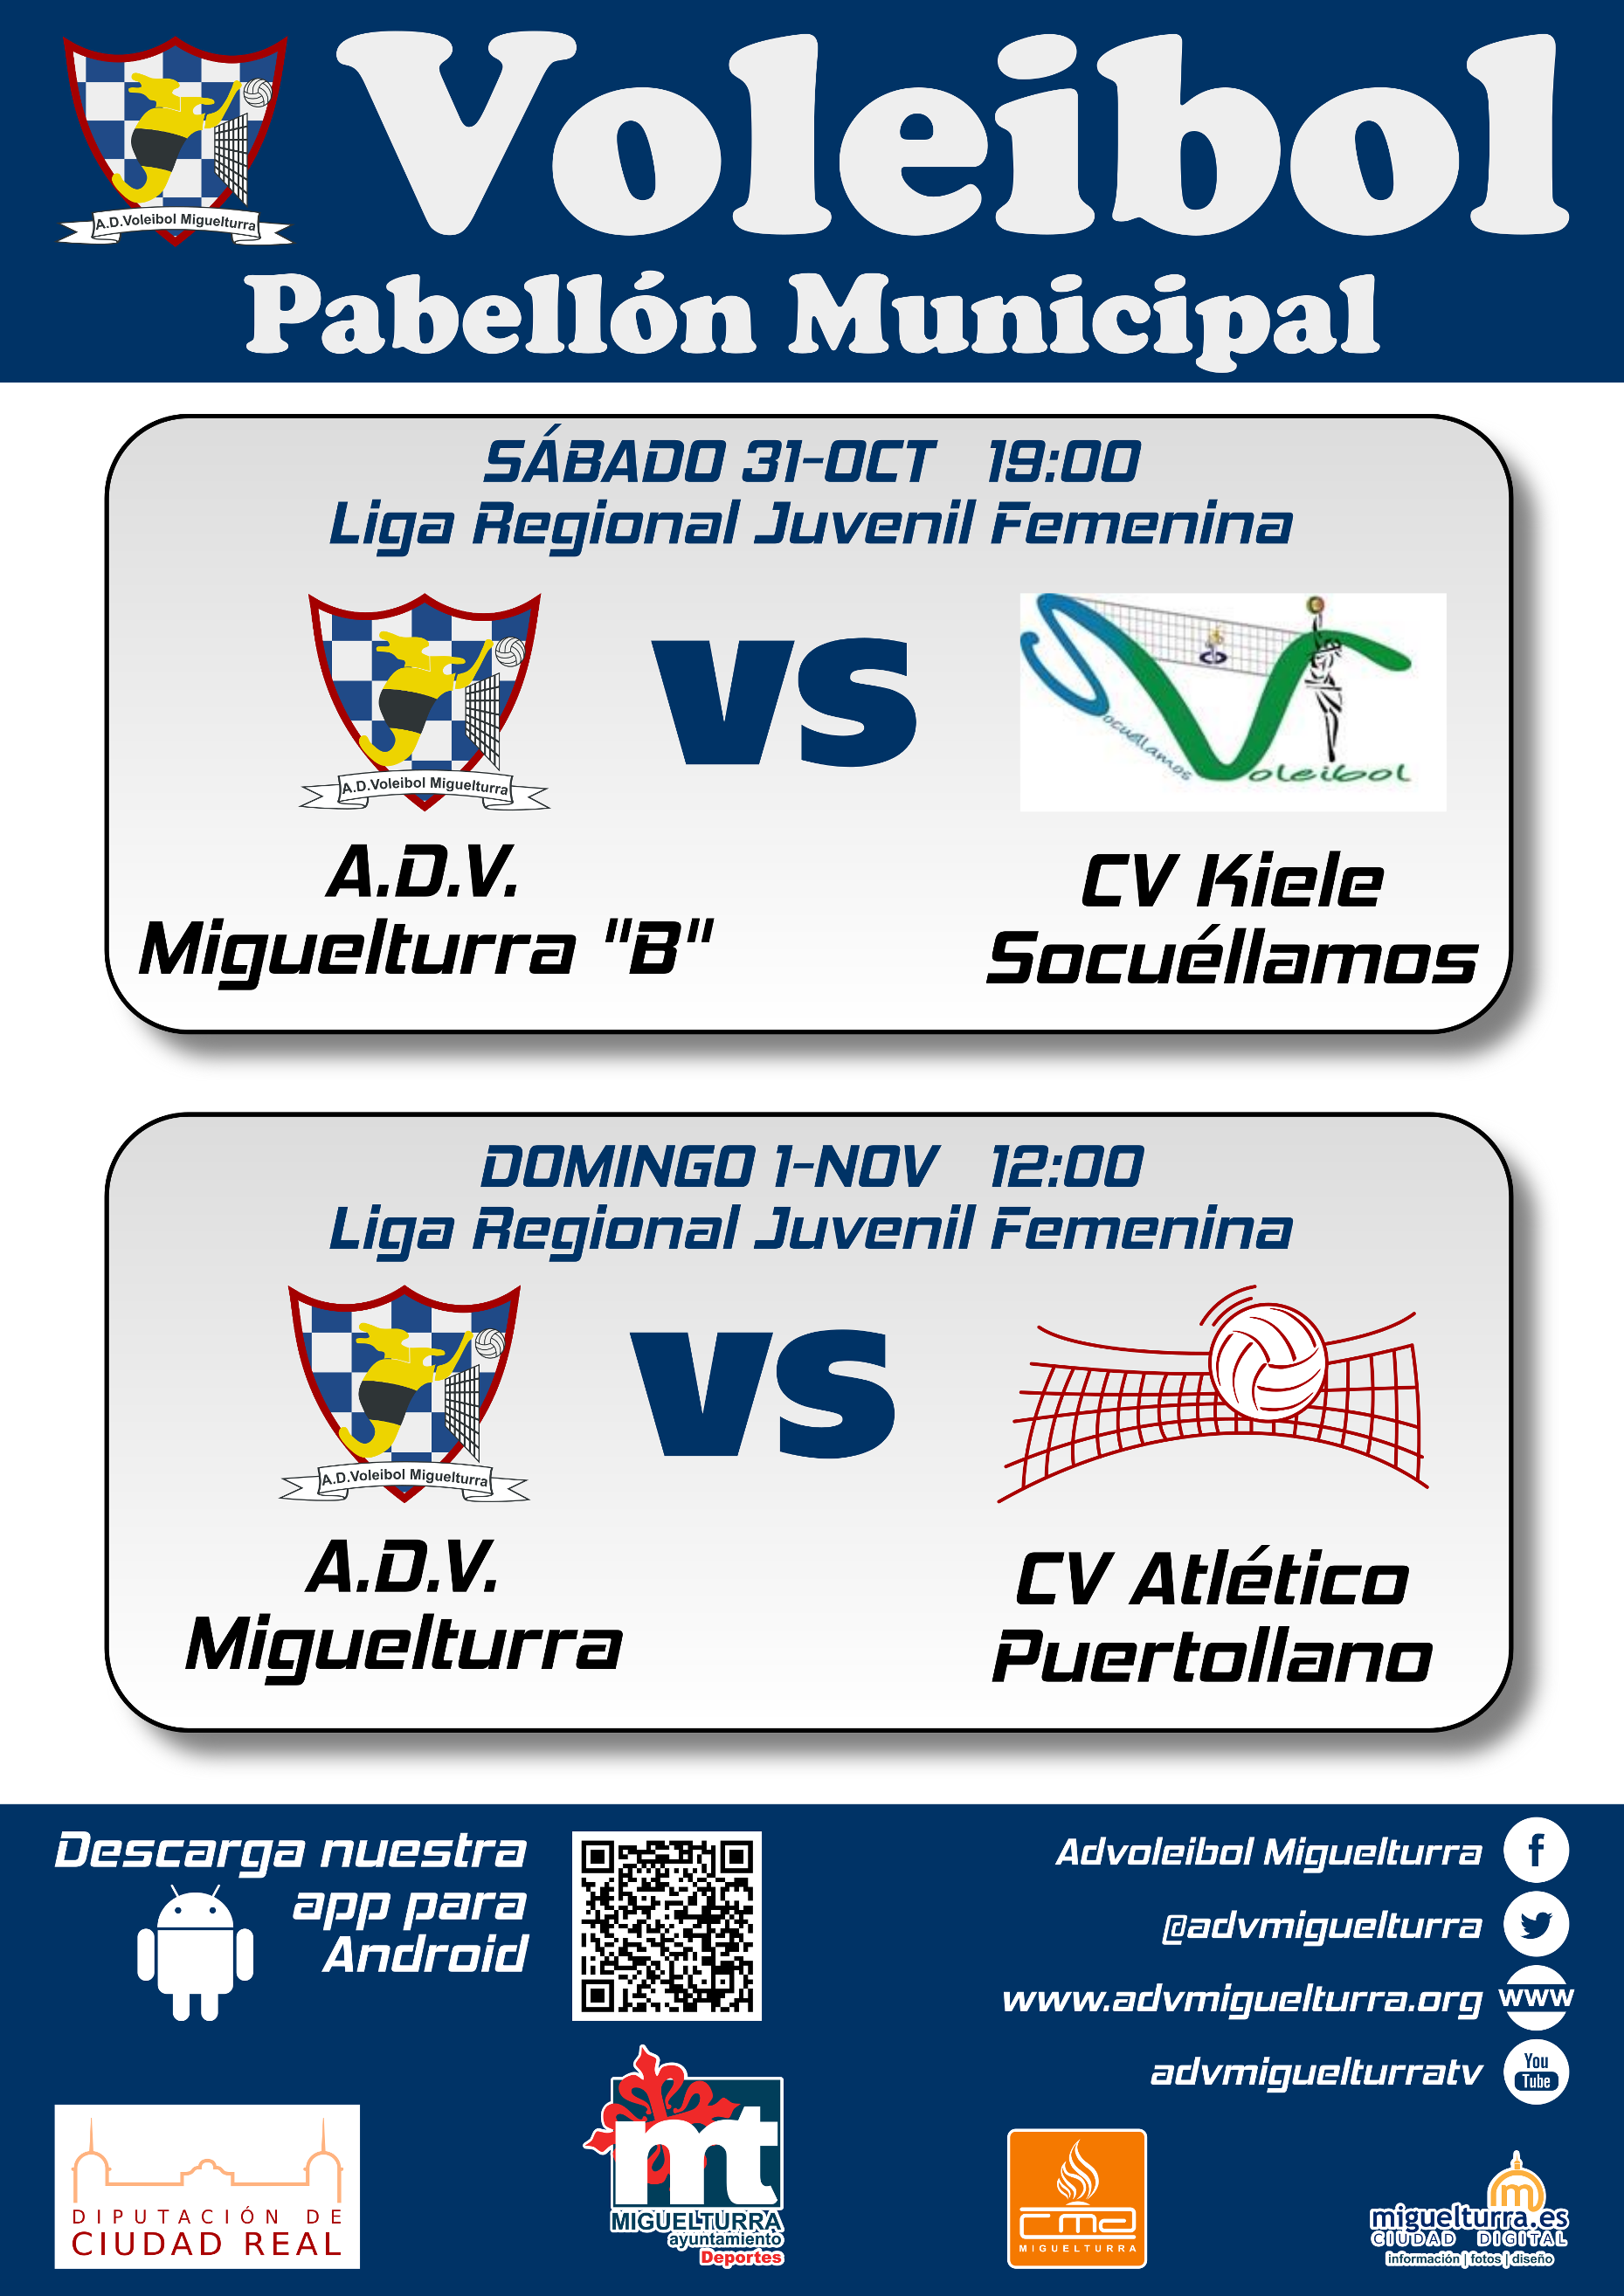 Voleibol
A.D.Voleibol Miguelturra
Pabellón Municipal
SÁBADO 31-OCT 19:00
Liga Regional Juvenil Femenina
A.D.Voleibol Miguelturra
VS
Socuéllamos
Voleibol
A.D.V.
Miguelturra "B"
CV Kiele
Socuéllamos
DOMINGO 1-NOV 12:00
Liga Regional Juvenil Femenina
A.D.Voleibol Miguelturra
VS
A.D.V.
Miguelturra
CV Atlético
Puertollano
Descarga nuestra
app para
Android
Advoleibol Miguelturra
f
@advmiguelturra
www.advmiguelturra.org
www
advmiguelturratv
You
Tube
DIPUTACIÓN DE
CIUDAD REAL
mt
MIGUELTURRA
ayuntamiento
Deportes
cma
MIGUELTURRA
m
miguelturra.es
CIUDAD DIGITAL
información | fotos | diseño